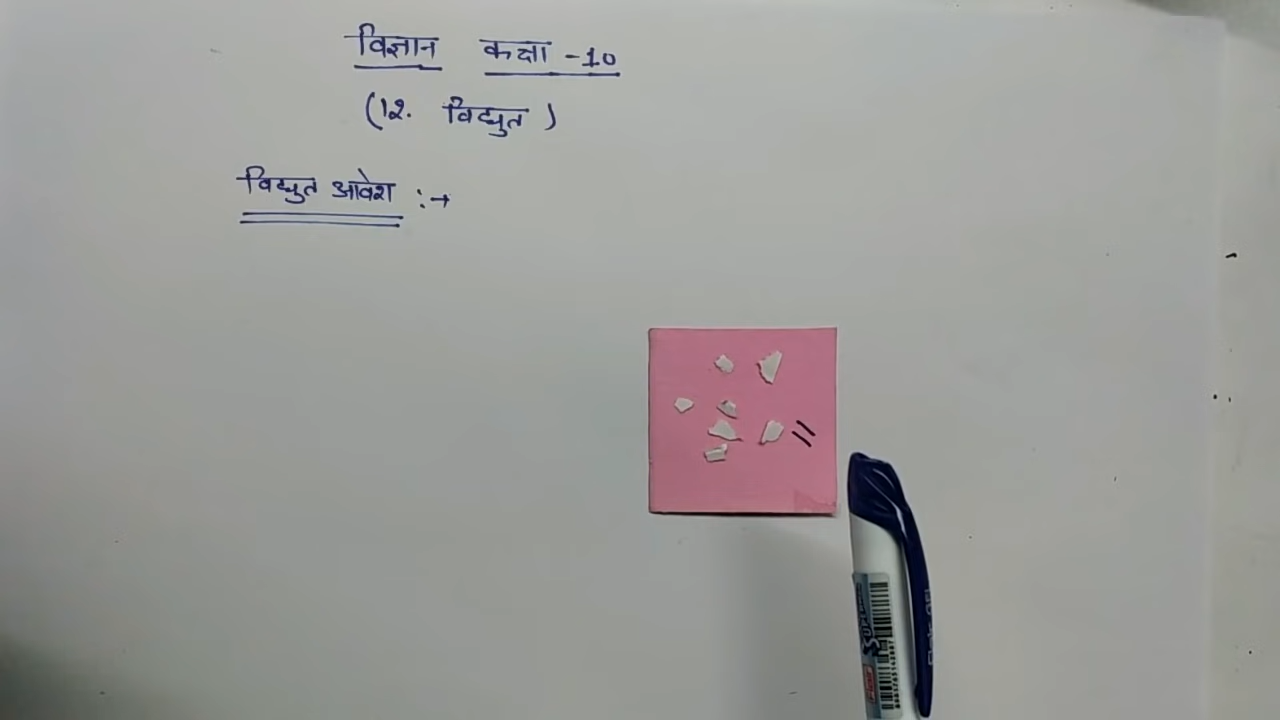 विज्ञान कक्षा -10
(12. विद्युत )
विद्युत आवेश :→